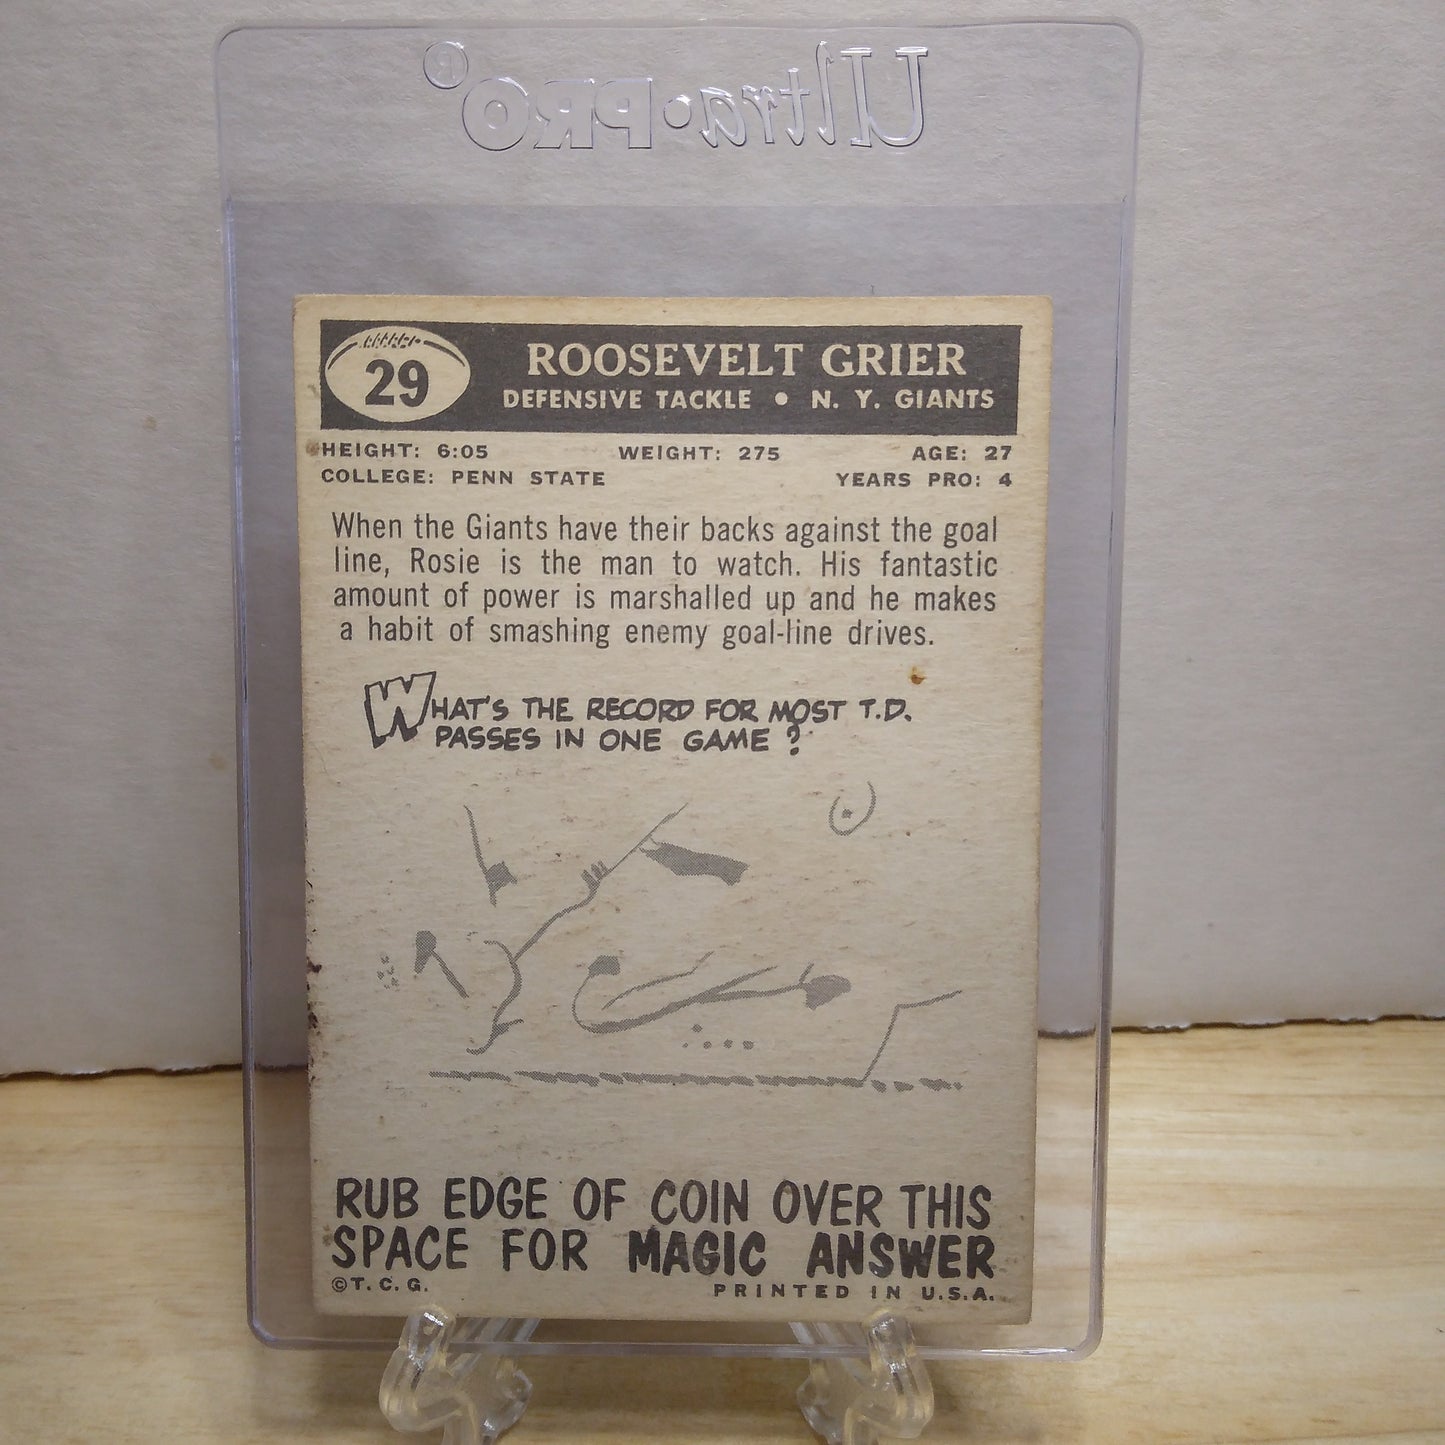 Ultra•PRO®
29
ROOSEVELT GRIER
DEFENSIVE TACKLE • N. Y. GIANTS
HEIGHT: 6:05 WEIGHT: 275 AGE: 27
COLLEGE: PENN STATE YEARS PRO: 4
When the Giants have their backs against the goal
line, Rosie is the man to watch. His fantastic
amount of power is marshalled up and he makes
a habit of smashing enemy goal-line drives.
WHAT'S THE RECORD FOR MOST T.D.
PASSES IN ONE GAME?
RUB EDGE OF COIN OVER THIS
SPACE FOR MAGIC ANSWER
©T. C. G. PRINTED IN U.S.A.